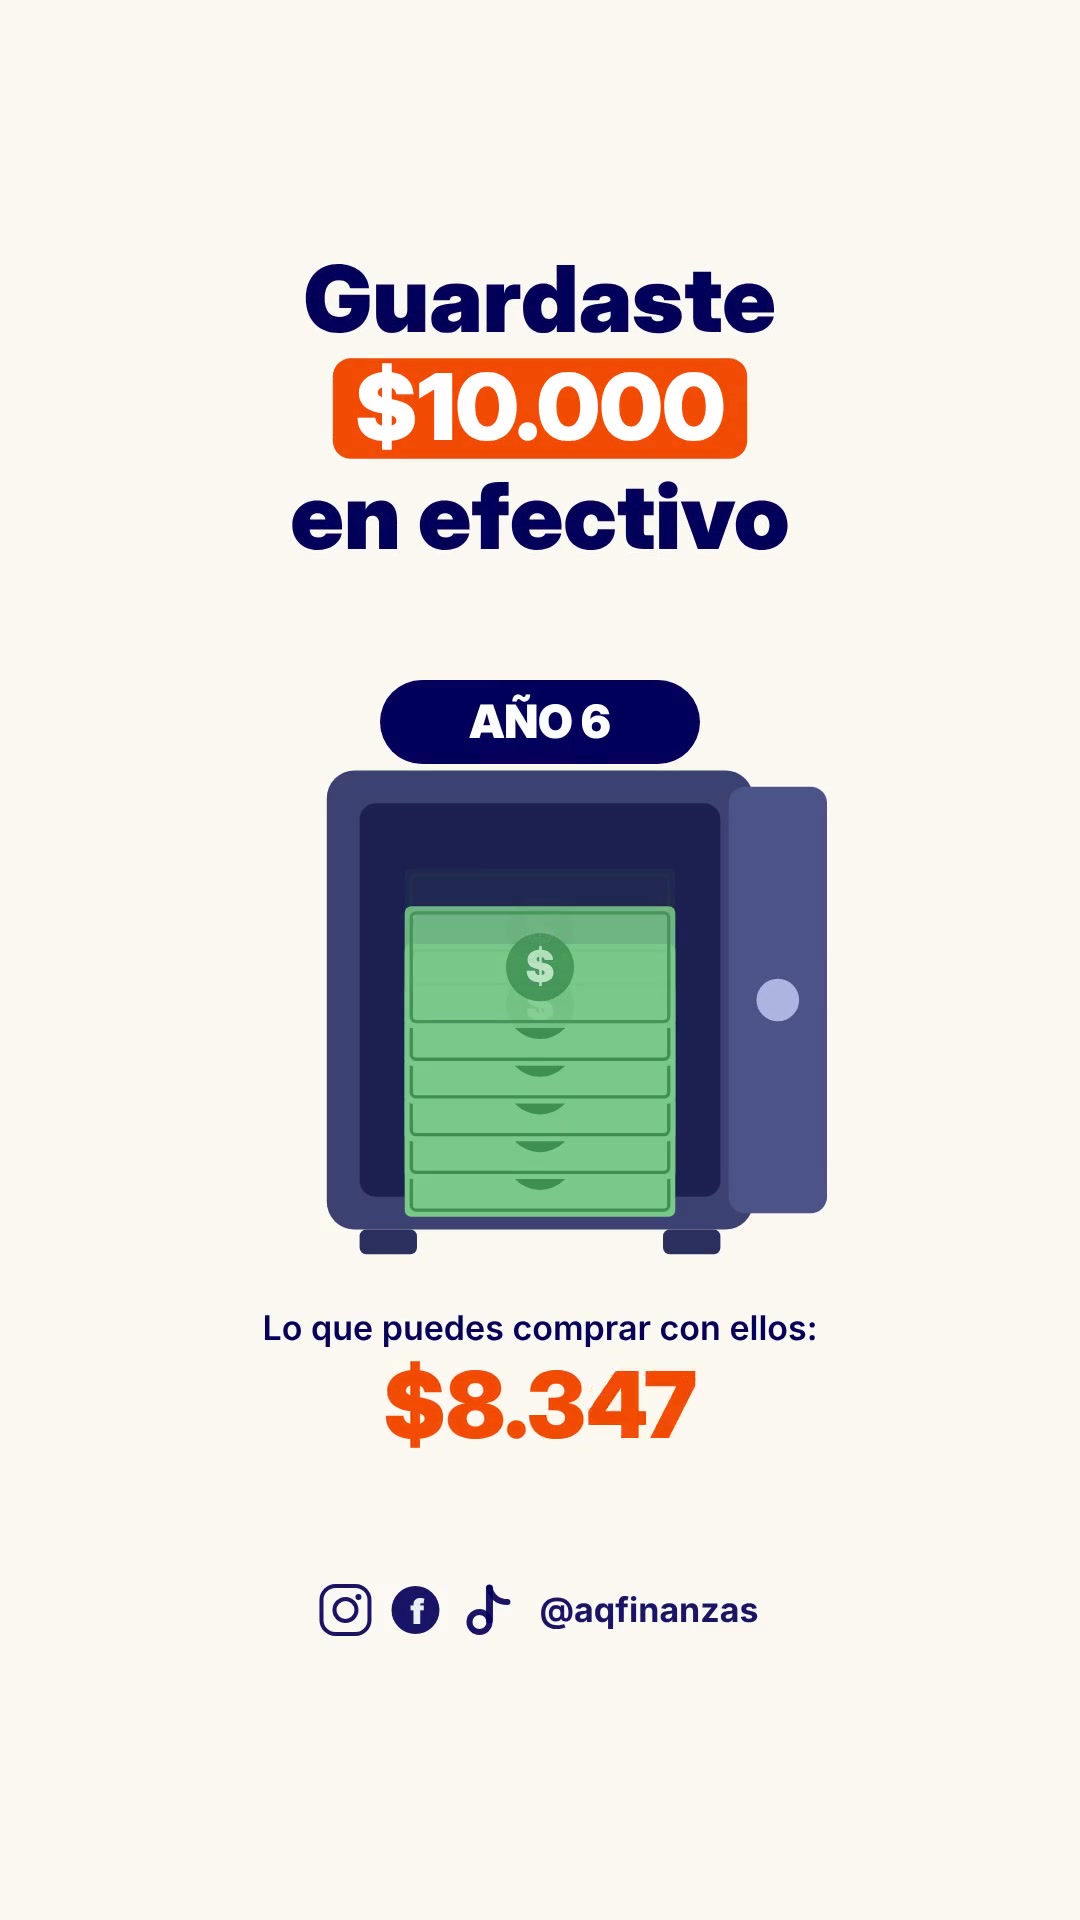 Guardaste
$10.000
en efectivo
AÑO 6
$
$
Lo que puedes comprar con ellos:
$8.347
@aqfinanzas